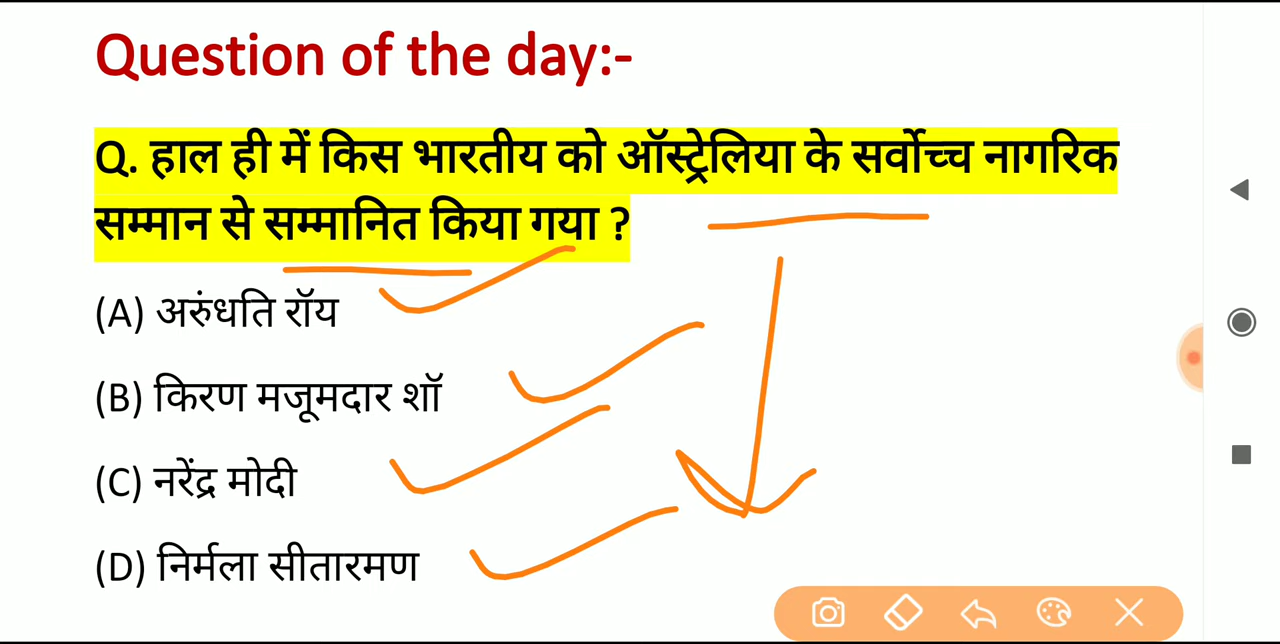 Question of the day:-
Q. हाल ही में किस भारतीय को ऑस्ट्रेलिया के सर्वोच्च नागरिक
सम्मान से सम्मानित किया गया ?
(A) अरुंधति रॉय
(B) किरण मजूमदार शॉ
(C) नरेंद्र मोदी
(D) निर्मला सीतारमण